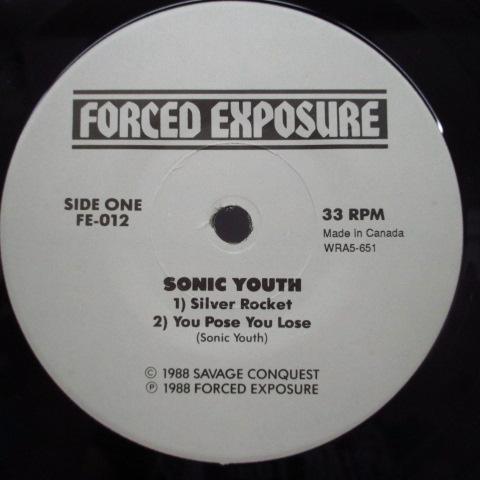 FORCED EXPOSURE
SIDE ONE
FE-012
33 RPM
Made in Canada
WRA5-651
SONIC YOUTH
1) Silver Rocket
2) You Pose You Lose
(Sonic Youth)
© 1988 SAVAGE CONQUEST
℗ 1988 FORCED EXPOSURE